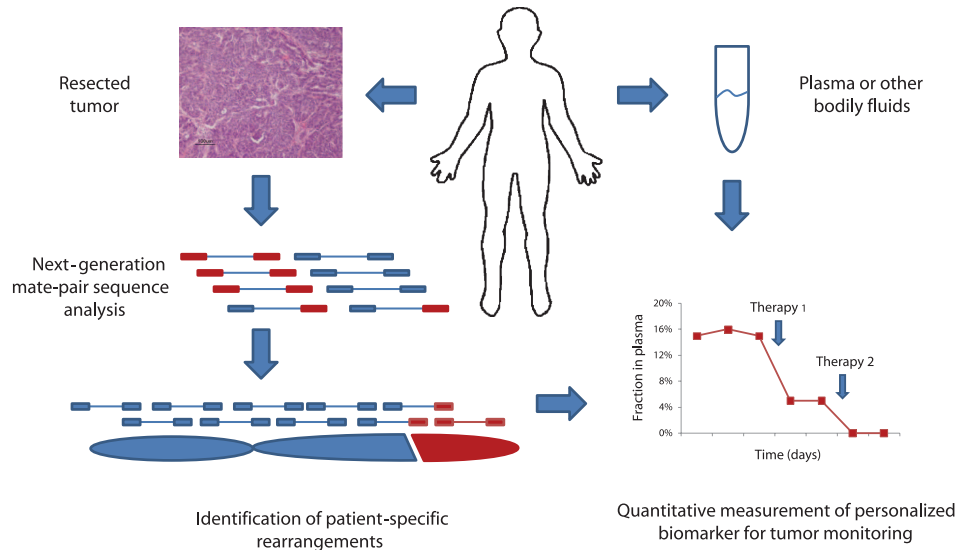 Resected
tumor
Plasma or other
bodily fluids
Next-generation
mate-pair sequence
analysis
20%
16%
12%
8%
4%
0%
Fraction in plasma
Therapy 1
Therapy 2
Time (days)
Identification of patient-specific
rearrangements
Quantitative measurement of personalized
biomarker for tumor monitoring